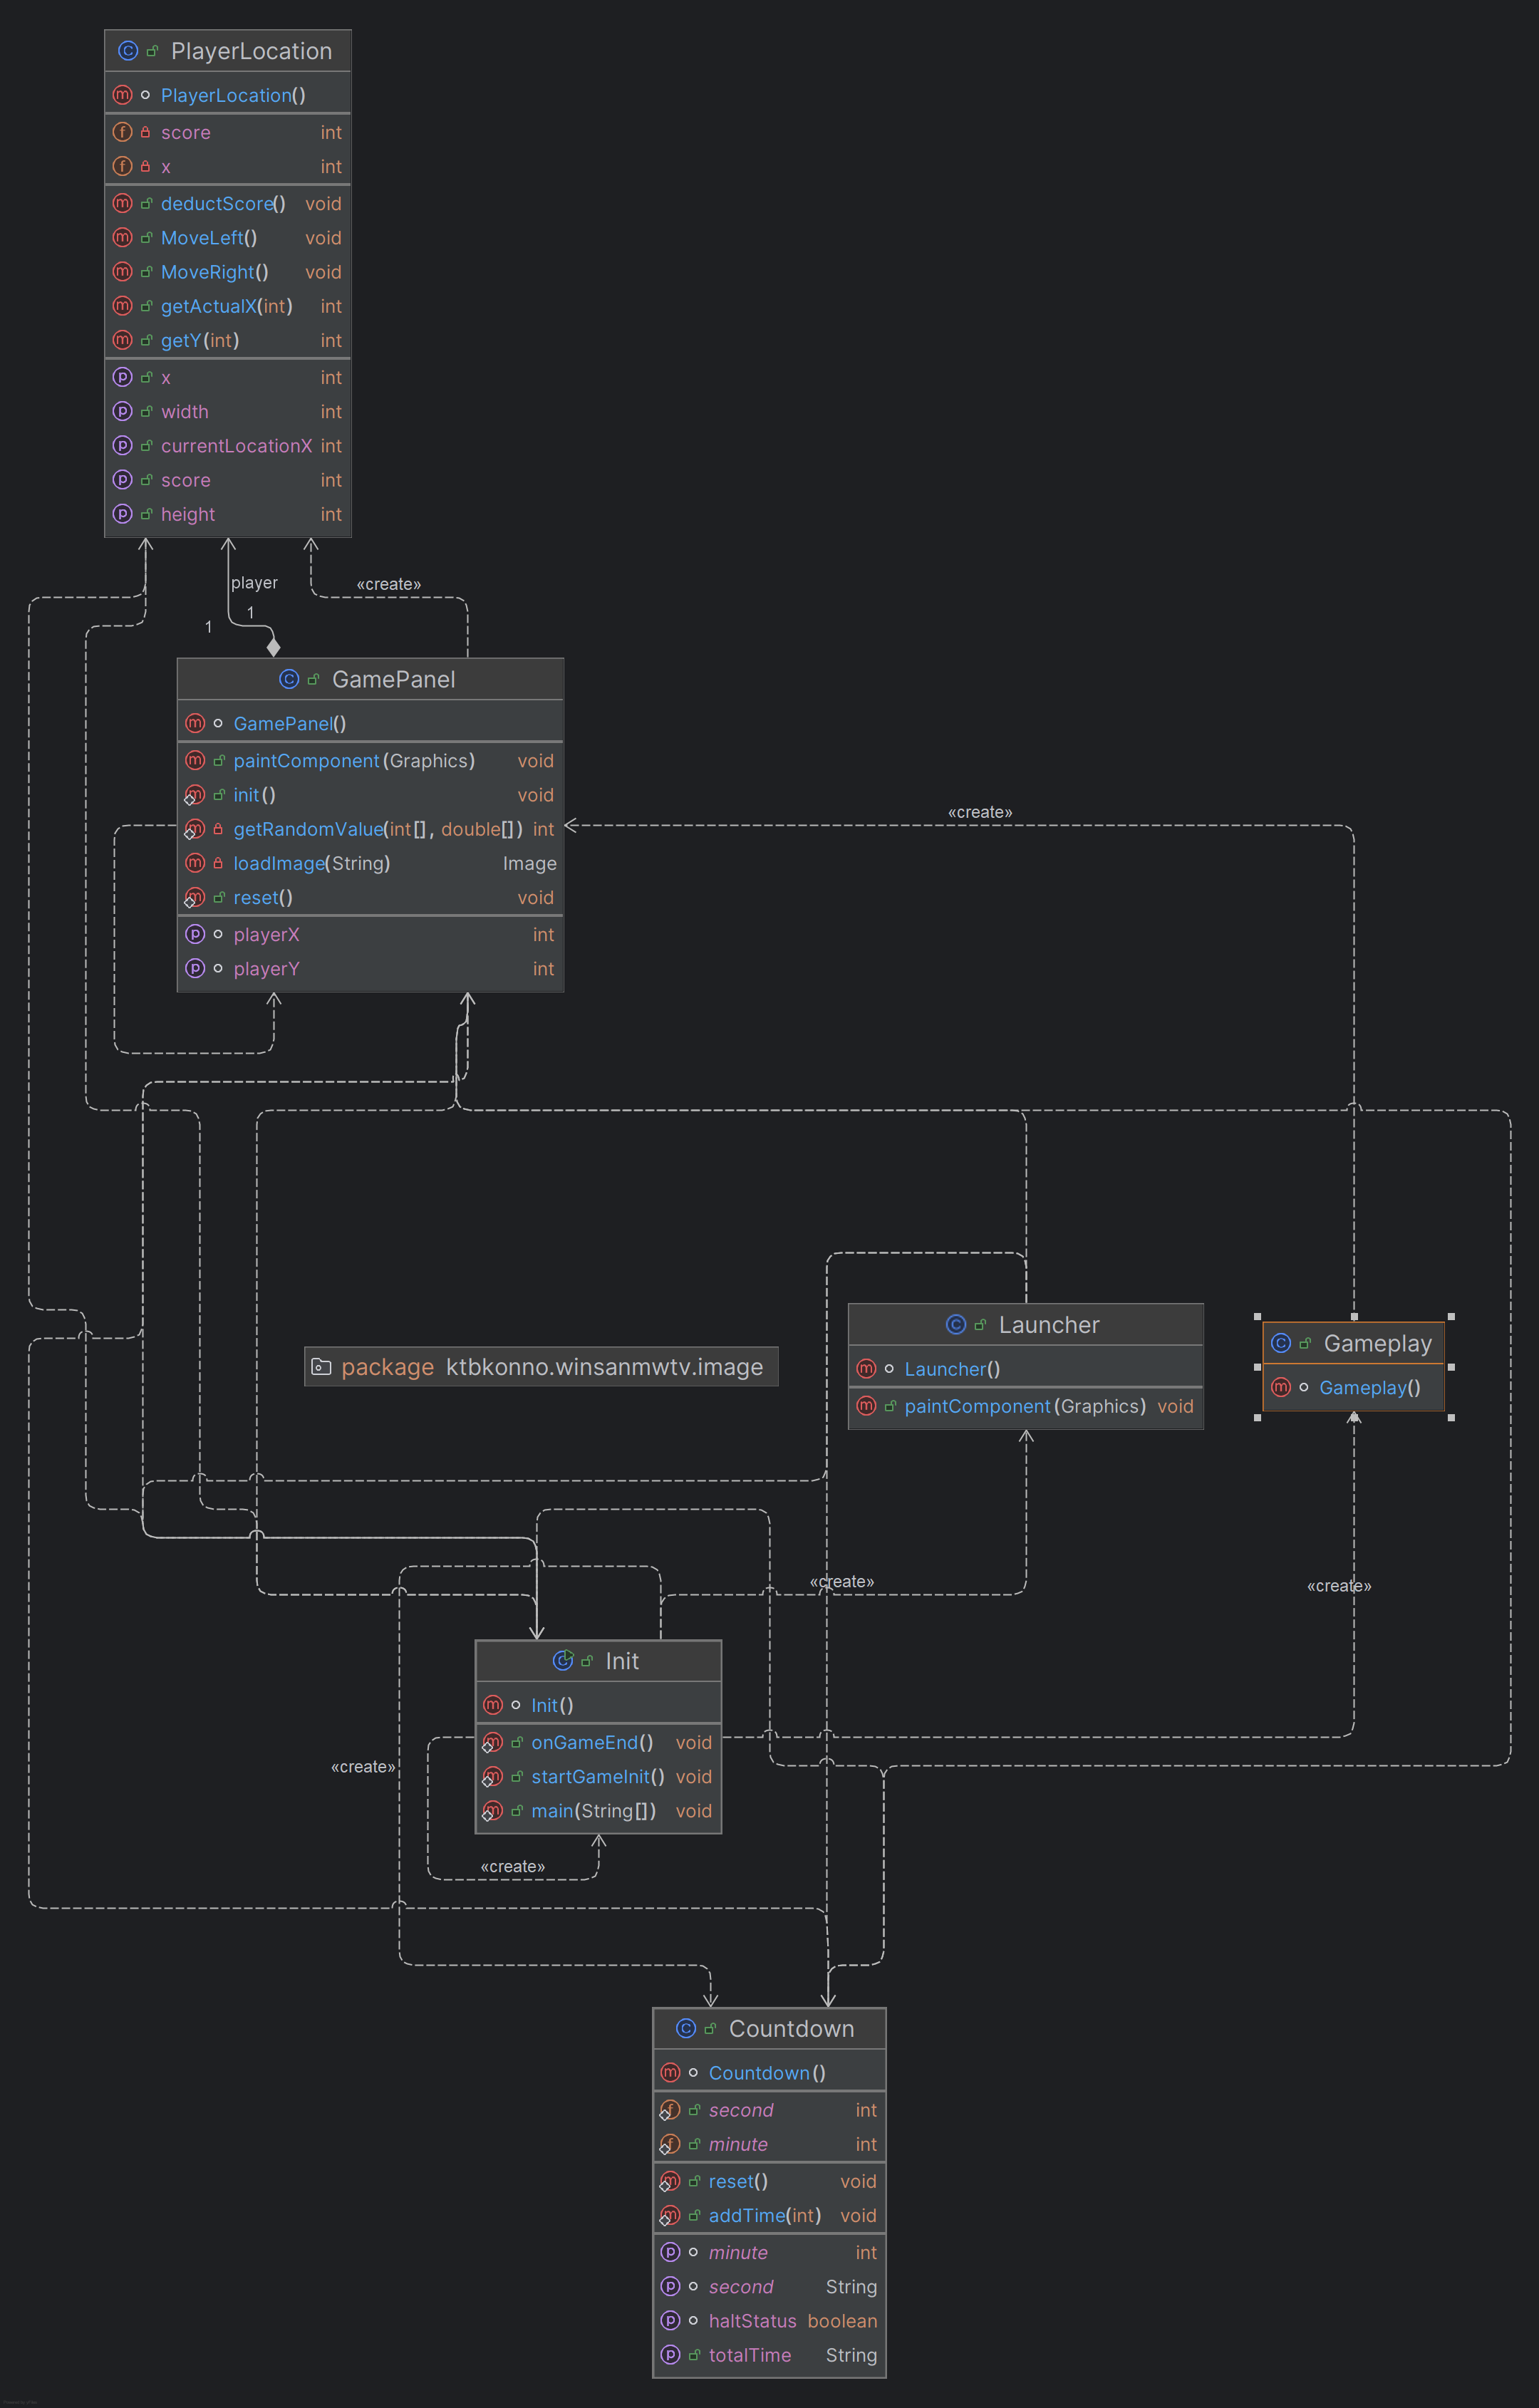 PlayerLocation
PlayerLocation()
score int
x int
deductScore() void
MoveLeft() void
MoveRight() void
getActualX(int) int
getY(int) int
x int
width int
currentLocationX int
score int
height int
player
«create»
1
1
GamePanel
GamePanel()
paintComponent(Graphics) void
init() void
getRandomValue(int[], double[]) int
loadImage(String) Image
reset() void
playerX int
playerY int
«create»
Launcher
Launcher()
paintComponent(Graphics) void
Gameplay
Gameplay()
package ktbkonno.winsanmwtv.image
«create»
«create»
Init
Init()
onGameEnd() void
startGameInit() void
main(String[]) void
«create»
«create»
Countdown
Countdown()
second int
minute int
reset() void
addTime(int) void
minute int
second String
haltStatus boolean
totalTime String